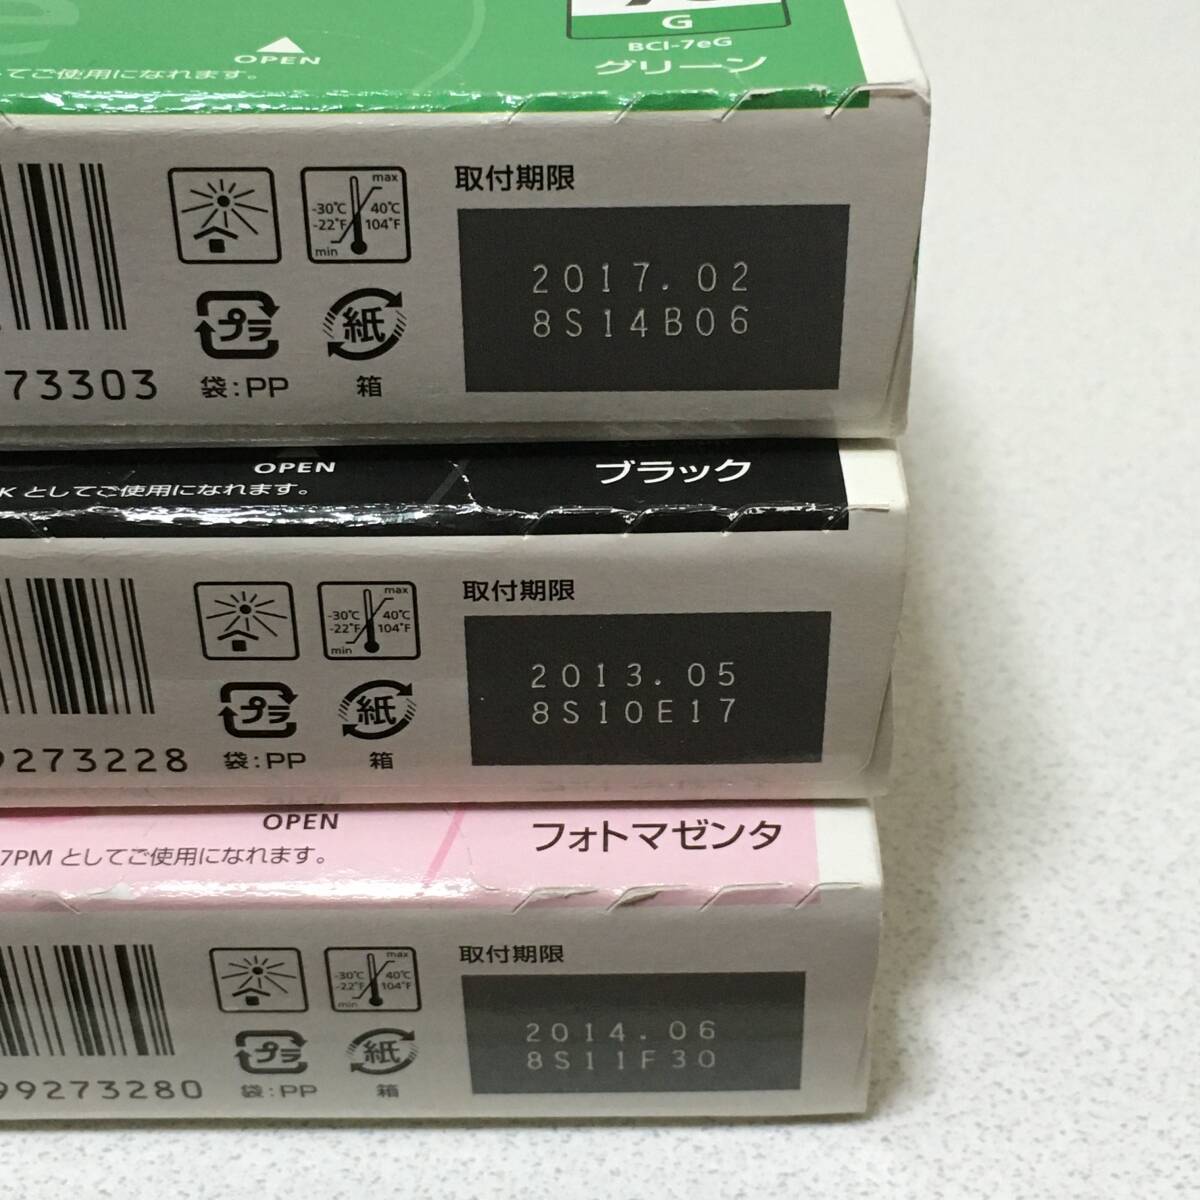 G
BCI-7eG
グリーン
OPEN
てご使用になれます。
取付期限
max
-30℃ 40℃
-22°F 104°F
min
2017.02
8S14B06
プラ
紙
73303
袋:PP
箱
OPEN
ブラック
K としてご使用になれます。
取付期限
max
-30℃ 40℃
-22°F 104°F
min
2013.05
8S10E17
プラ
紙
9273228
袋:PP
箱
OPEN
フォトマゼンタ
7PM としてご使用になれます。
取付期限
max
-30℃ 40℃
-22°F 104°F
min
2014.06
8S11F30
プラ
紙
99273280
袋:PP
箱